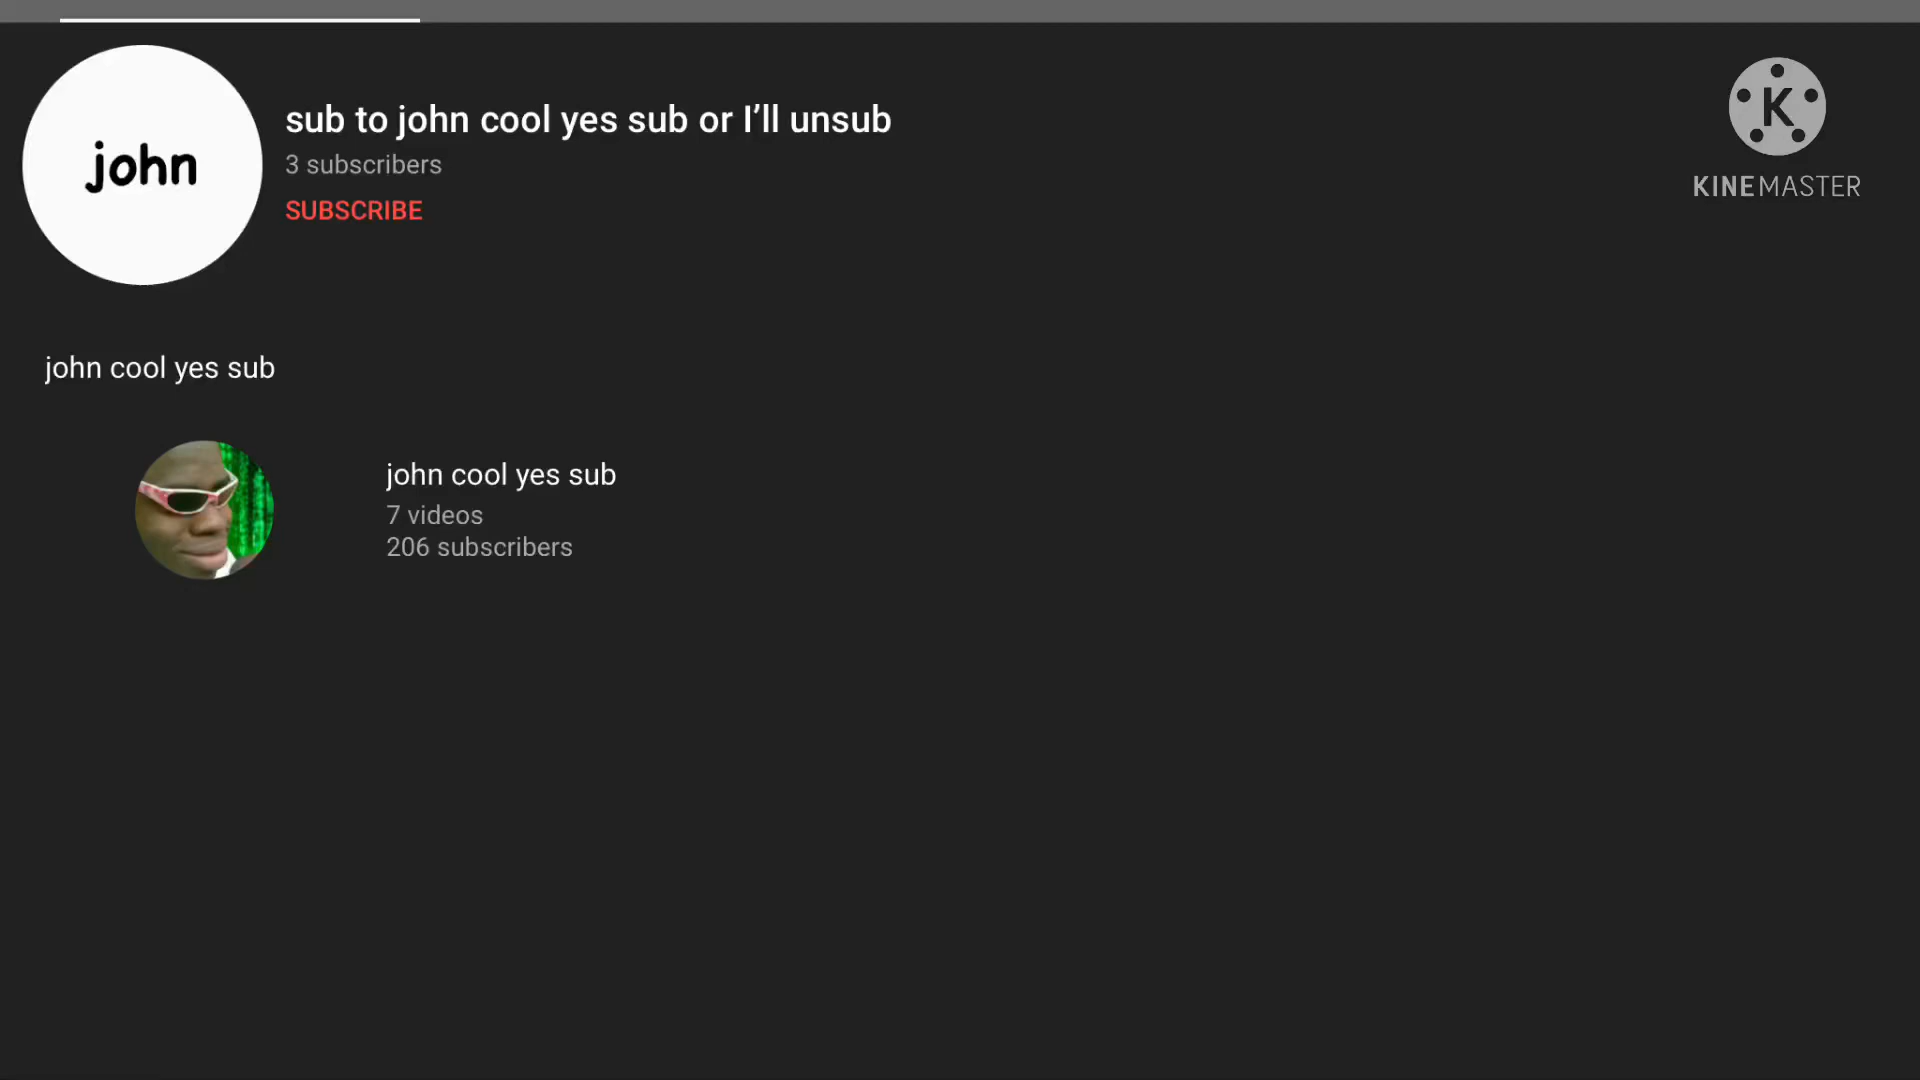 john
sub to john cool yes sub or I’ll unsub
3 subscribers
SUBSCRIBE
K
KINEMASTER
john cool yes sub
john cool yes sub
7 videos
206 subscribers